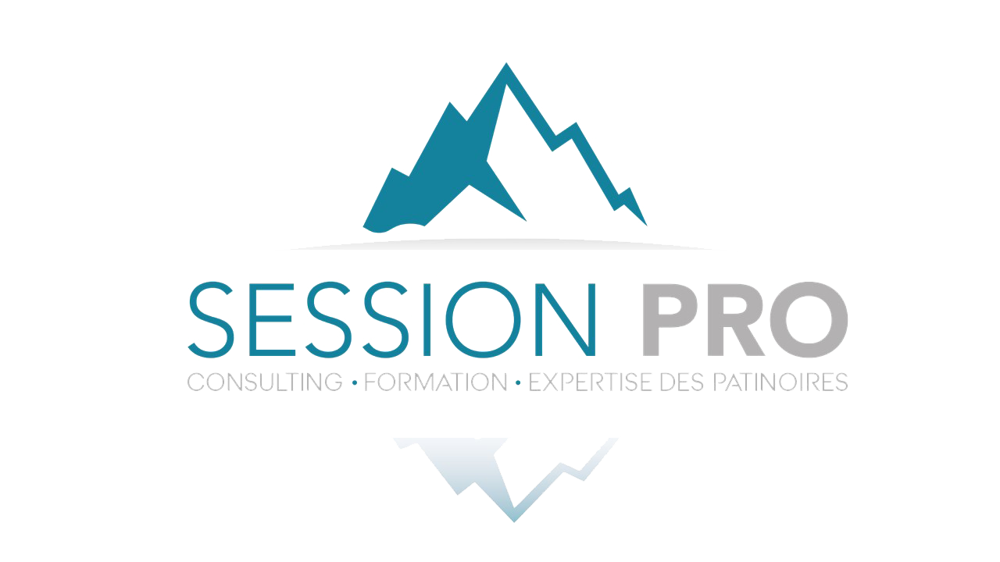 SESSION PRO
CONSULTING • FORMATION • EXPERTISE DES PATINOIRES